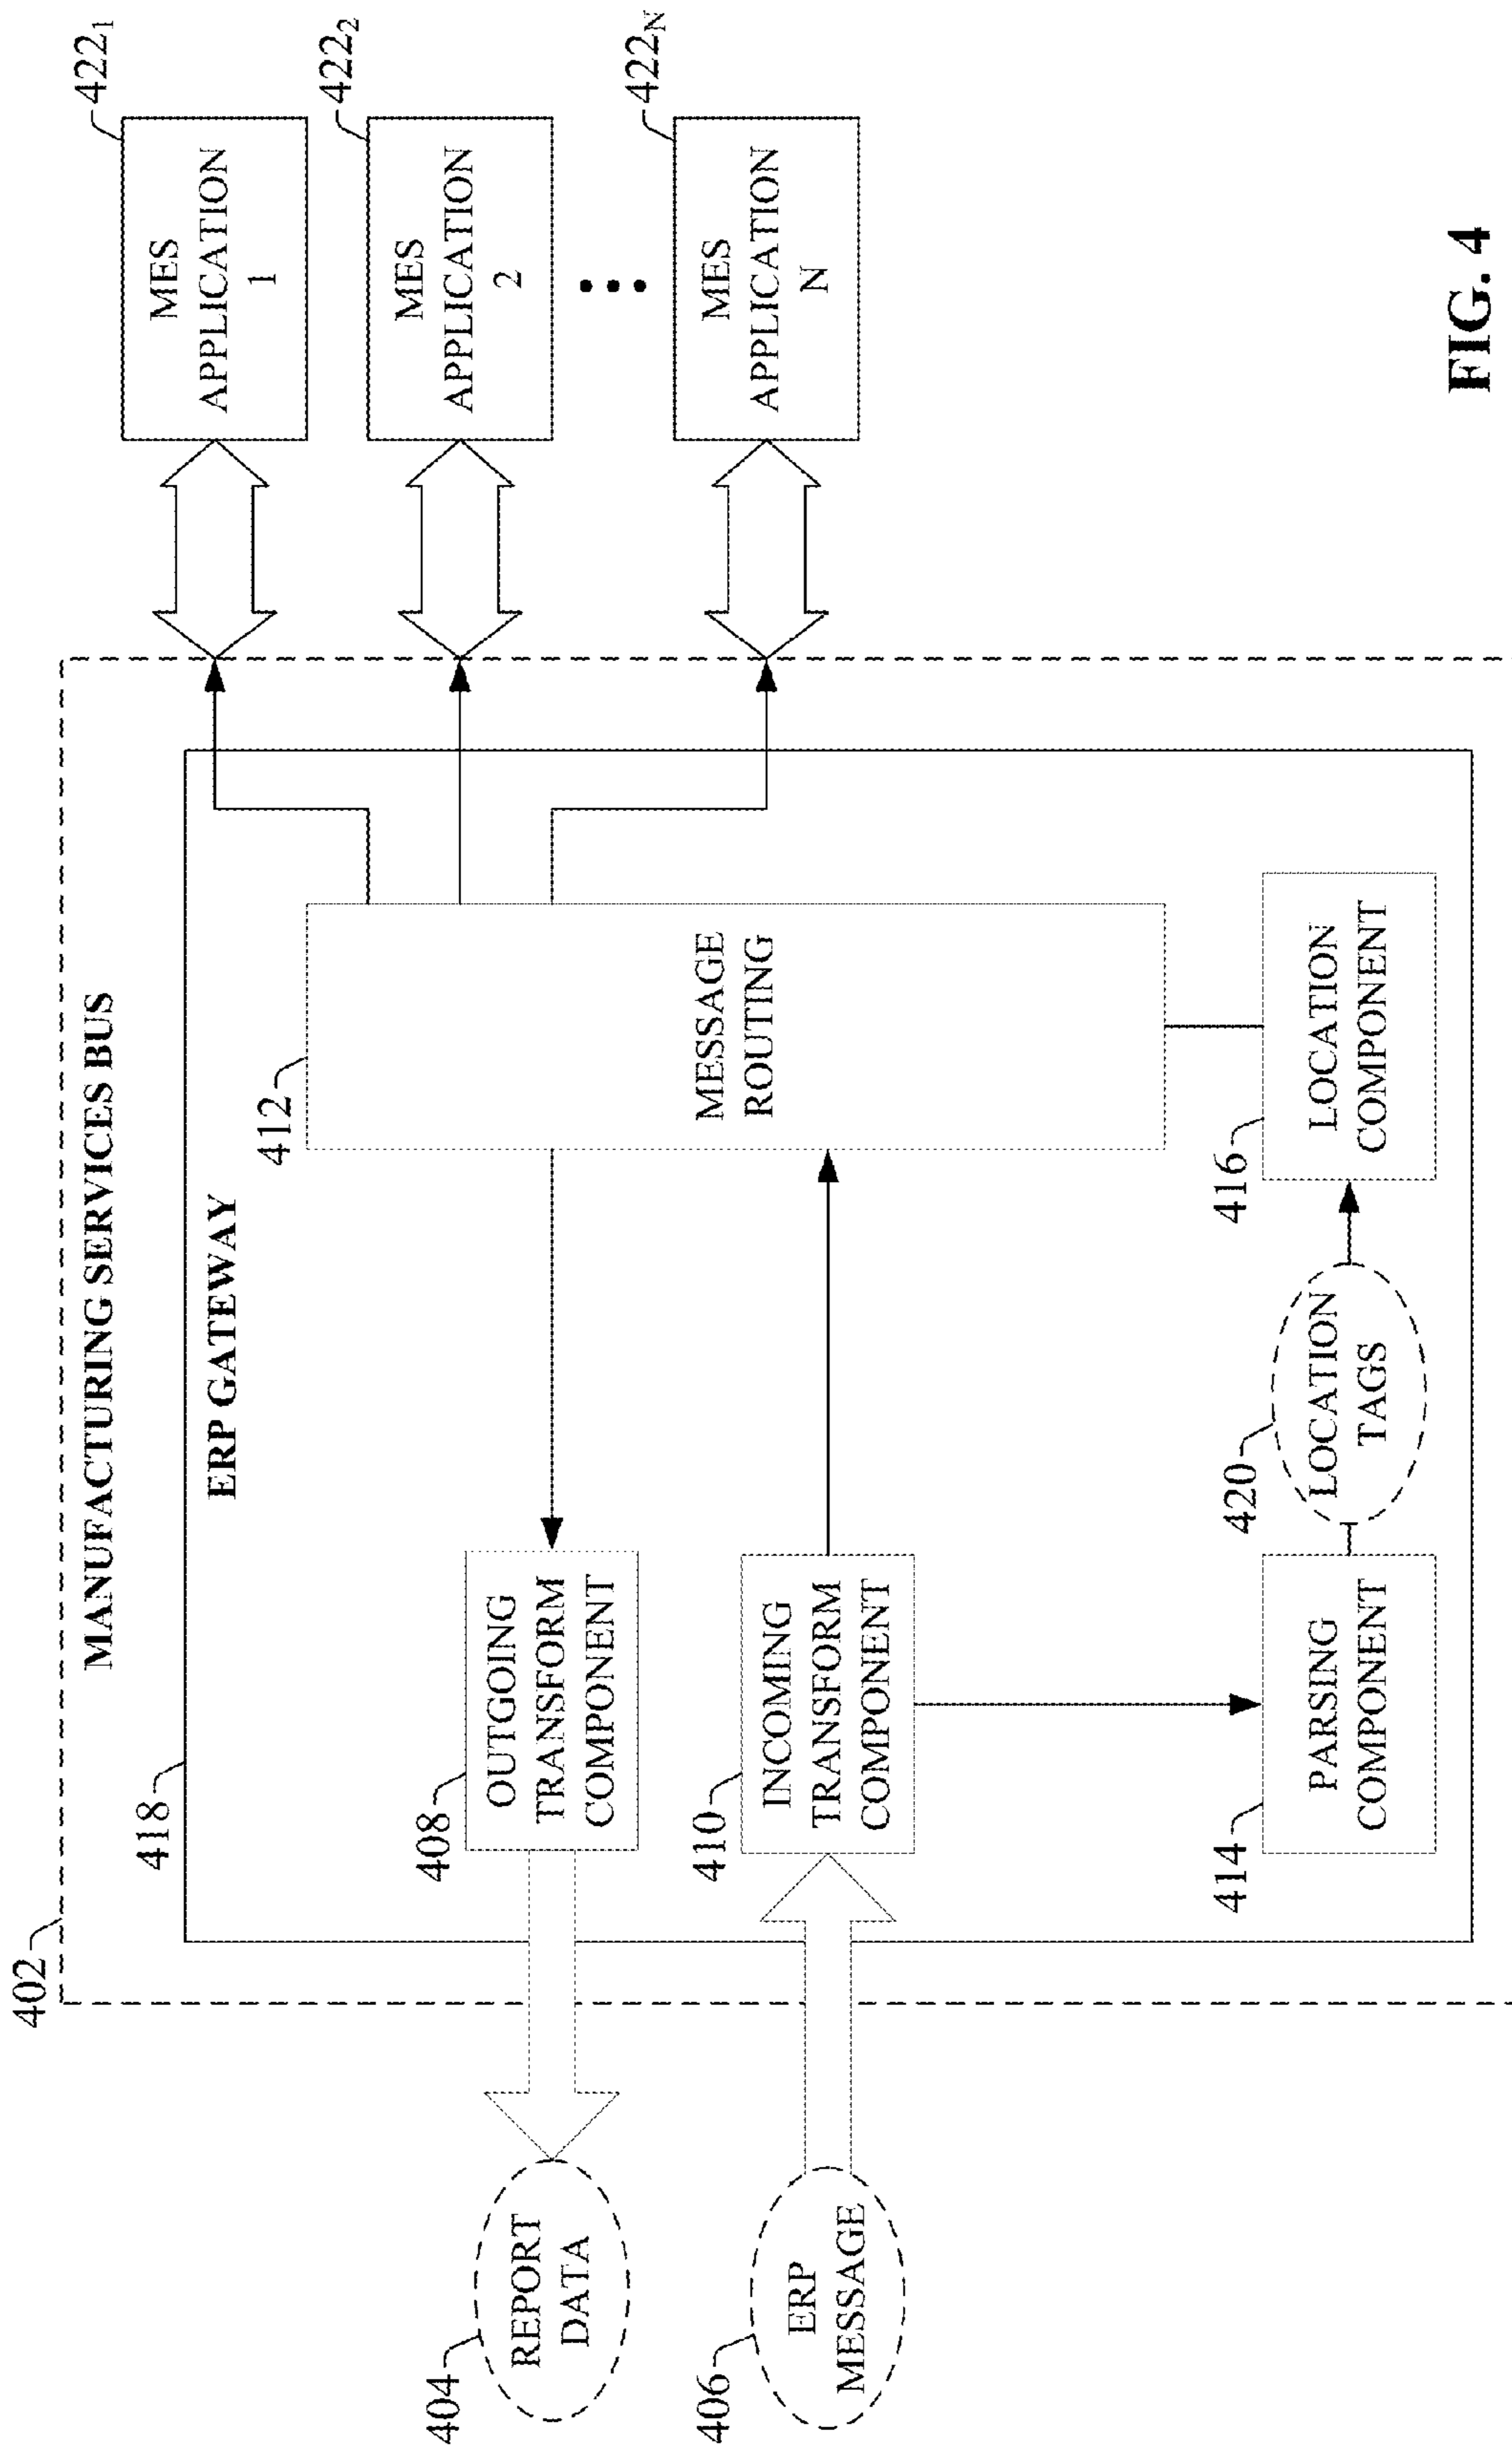 402
MANUFACTURING SERVICES BUS
418
ERP GATEWAY
404
REPORT
DATA
408
OUTGOING
TRANSFORM
COMPONENT
412
MESSAGE
ROUTING
406
ERP
MESSAGE
410
INCOMING
TRANSFORM
COMPONENT
414
PARSING
COMPONENT
420
LOCATION
TAGS
416
LOCATION
COMPONENT
422₁
MES
APPLICATION
1
422₂
MES
APPLICATION
2
422_N
MES
APPLICATION
N
FIG. 4